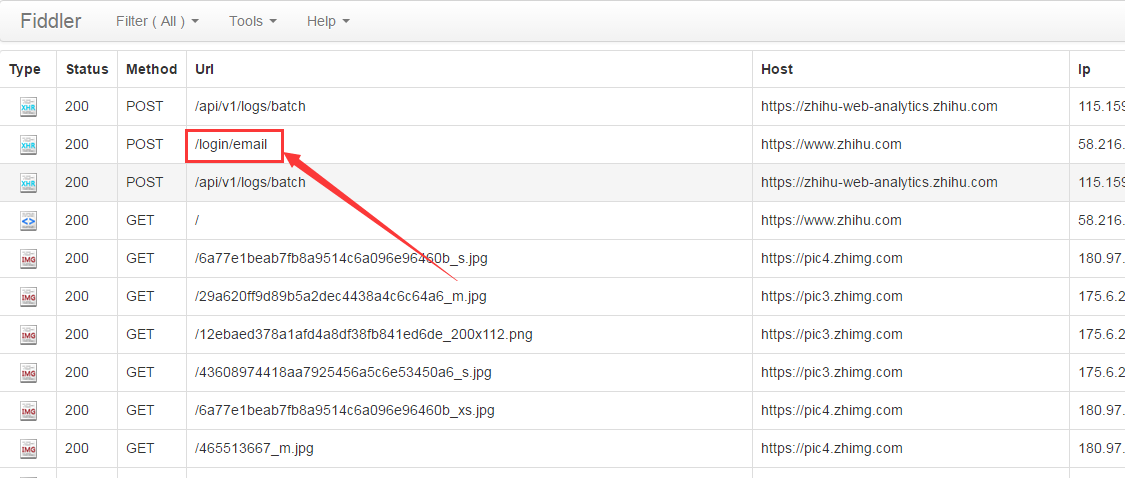 Fiddler Filter ( All ) Tools Help
Type Status Method Url Host Ip
XHR 200 POST /api/v1/logs/batch https://zhihu-web-analytics.zhihu.com 115.159
XHR 200 POST /login/email https://www.zhihu.com 58.216.
XHR 200 POST /api/v1/logs/batch https://zhihu-web-analytics.zhihu.com 115.159
<> 200 GET / https://www.zhihu.com 58.216.
IMG 200 GET /6a77e1beab7fb8a9514c6a096e96460b_s.jpg https://pic4.zhimg.com 180.97.
IMG 200 GET /29a620ff9d89b5a2dec4438a4c6c64a6_m.jpg https://pic3.zhimg.com 175.6.2
IMG 200 GET /12ebaed378a1afd4a8df38fb841ed6de_200x112.png https://pic3.zhimg.com 175.6.2
IMG 200 GET /43608974418aa7925456a5c6e53450a6_s.jpg https://pic3.zhimg.com 175.6.2
IMG 200 GET /6a77e1beab7fb8a9514c6a096e96460b_xs.jpg https://pic4.zhimg.com 180.97.
IMG 200 GET /465513667_m.jpg https://pic4.zhimg.com 180.97.